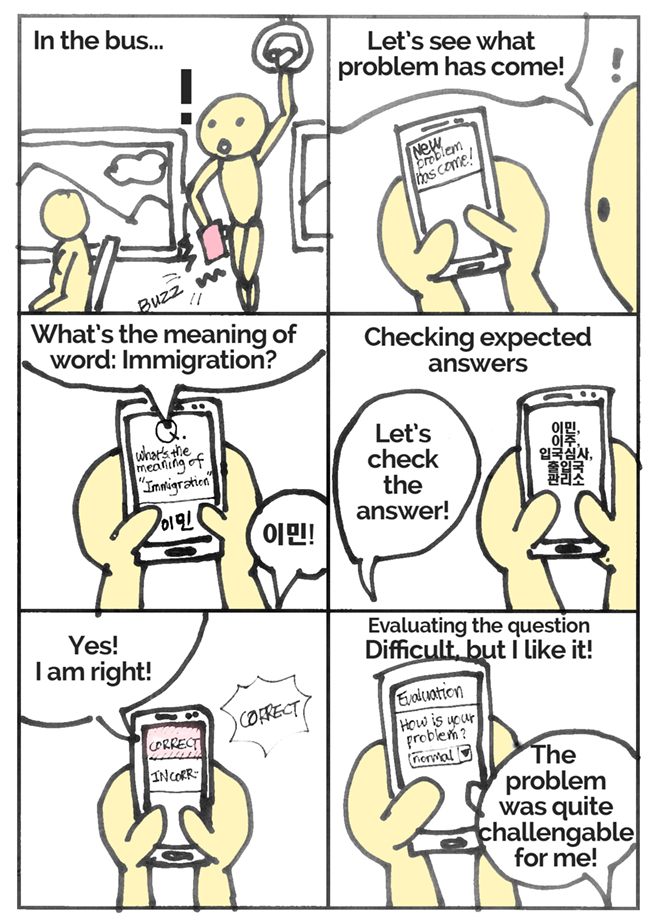 In the bus...
!
BUZZ
Let's see what
problem has come!
!
NEW
problem
has come!
What's the meaning of
word: Immigration?
Q.
What's the
meaning of
"Immigration"
이민
이민!
Checking expected
answers
Let's
check
the
answer!
이민,
이주,
입국심사,
출입국
관리소
Yes!
I am right!
CORRECT
CORRECT
INCORR-
Evaluating the question
Difficult, but I like it!
Evaluation
How is your
problem?
normal
The
problem
was quite
challengable
for me!